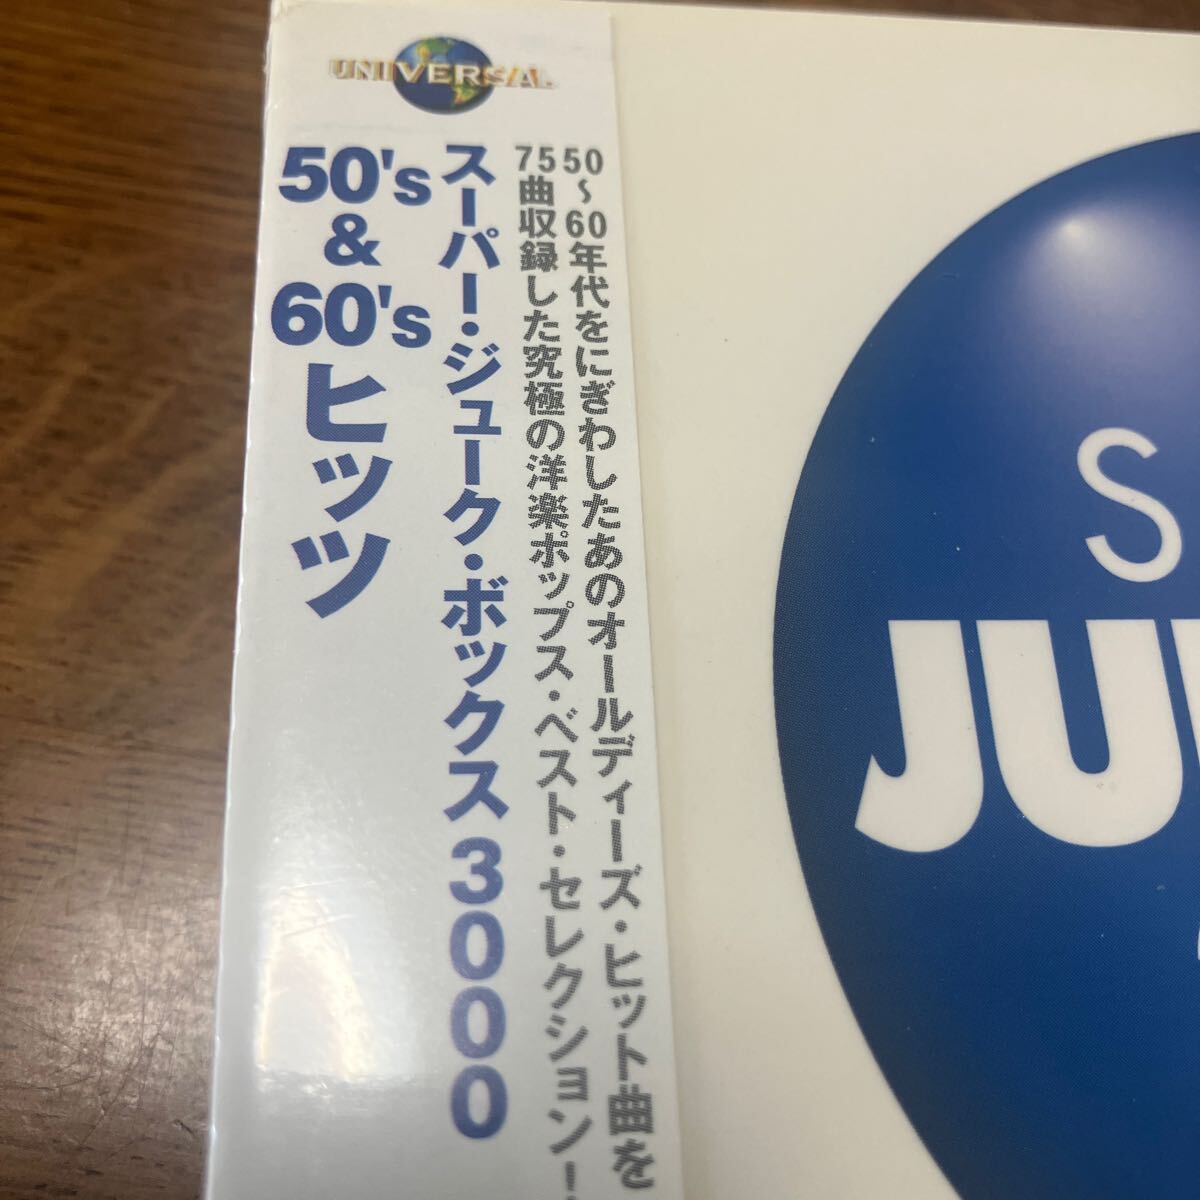 UNIVERSAL
50～60年代をにぎわしたあのオールディーズ・ヒット曲を
75曲収録した究極の洋楽ポップス・ベスト・セレクション！
スーパー・ジューク・ボックス3000
50's
&
60's
ヒッツ
S
JU